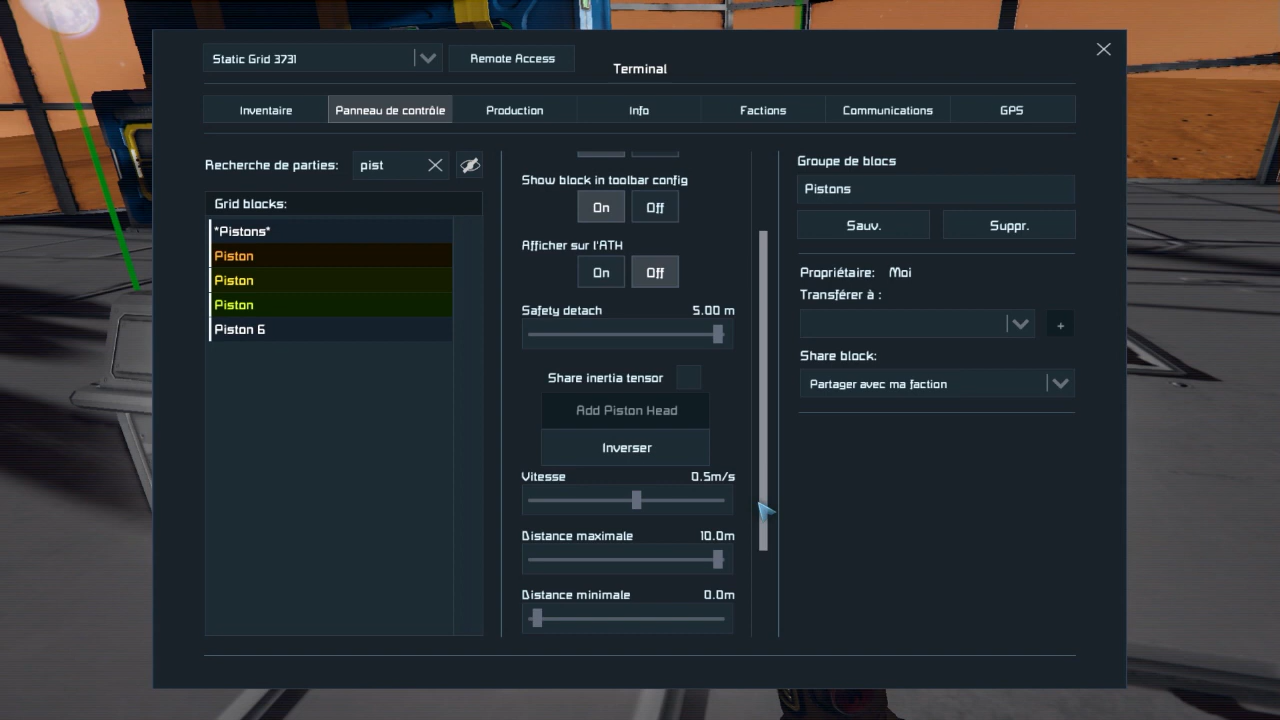 Static Grid 3731
Remote Access
Terminal
Inventaire
Panneau de contrôle
Production
Info
Factions
Communications
GPS
Recherche de parties:
pist
Grid blocks:
*Pistons*
Piston
Piston
Piston
Piston 6
Show block in toolbar config
On
Off
Afficher sur l'ATH
On
Off
Safety detach
5.00 m
Share inertia tensor
Add Piston Head
Inverser
Vitesse
0.5m/s
Distance maximale
10.0m
Distance minimale
0.0m
Groupe de blocs
Pistons
Sauv.
Suppr.
Propriétaire: Moi
Transférer à :
+
Share block:
Partager avec ma faction